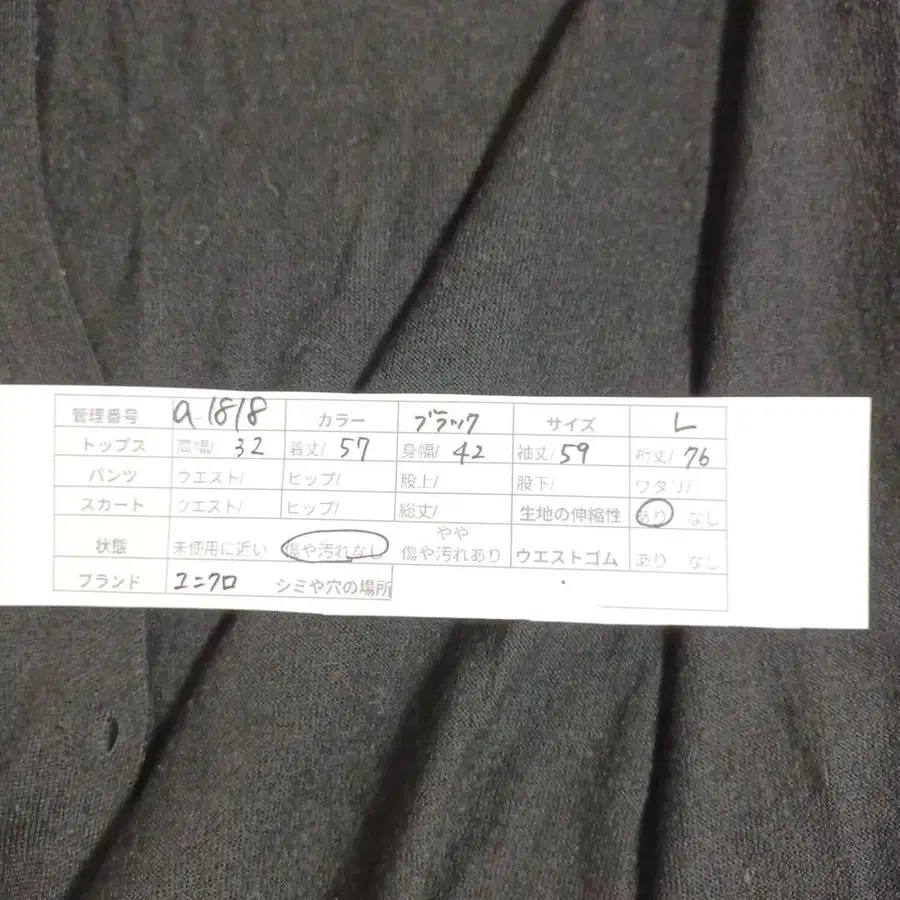 管理番号 a-1818 カラー ブラック サイズ L
トップス 肩幅/ 32 着丈/ 57 身幅/ 42 袖丈/ 59 裄丈/ 76
パンツ ウエスト/ ヒップ/ 股上/ 股下/ ワタリ/
スカート ウエスト/ ヒップ/ 総丈/ 生地の伸縮性 あり なし
状態 未使用に近い 傷や汚れなし やや傷や汚れあり ウエストゴム あり なし
ブランド ユニクロ シミや穴の場所